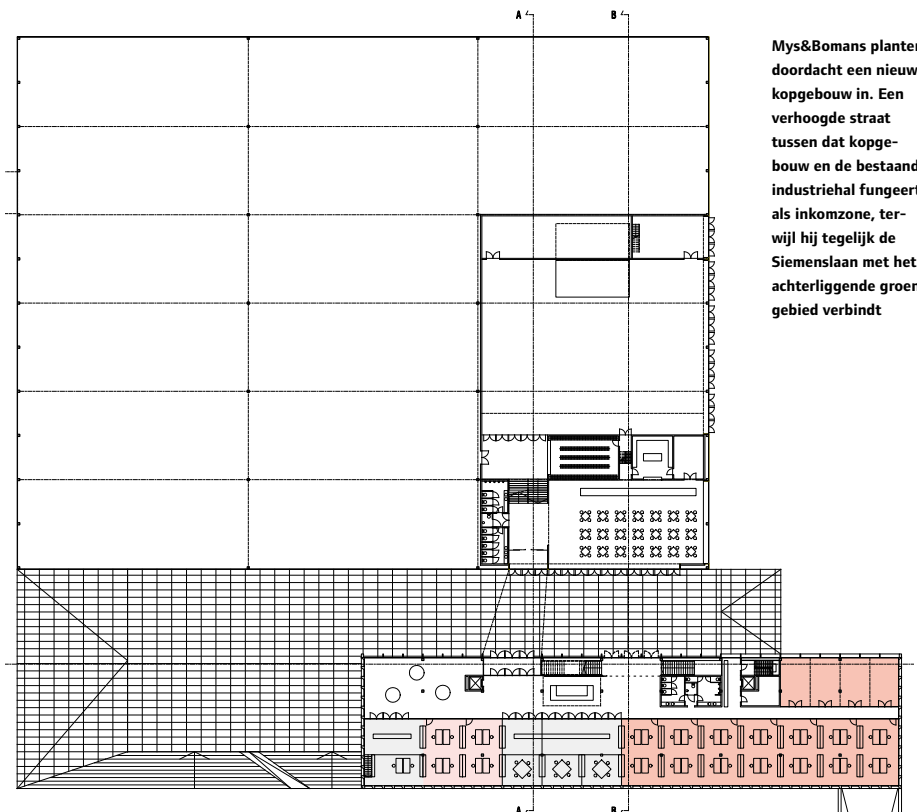 A
B
Mys&Bomans planten
doordacht een nieuw
kopgebouw in. Een
verhoogde straat
tussen dat kopge-
bouw en de bestaand
industriehal fungeert
als inkomzone, ter-
wijl hij tegelijk de
Siemenslaan met het
achterliggende groen
gebied verbindt
A
B